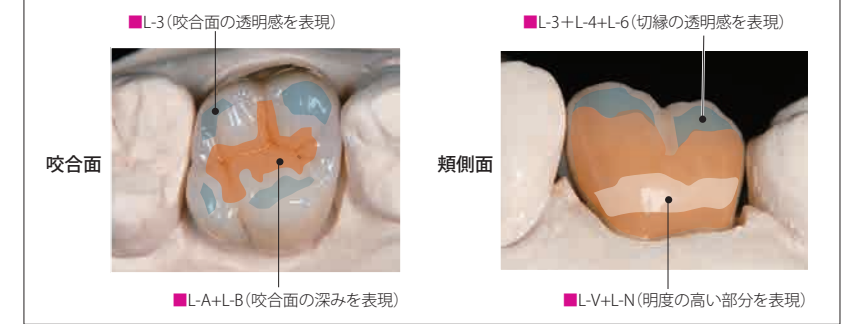 ■L-3（咬合面の透明感を表現）
■L-3＋L-4+L-6（切縁の透明感を表現）
咬合面
頬側面
■L-A+L-B（咬合面の深みを表現）
■L-V+L-N（明度の高い部分を表現）